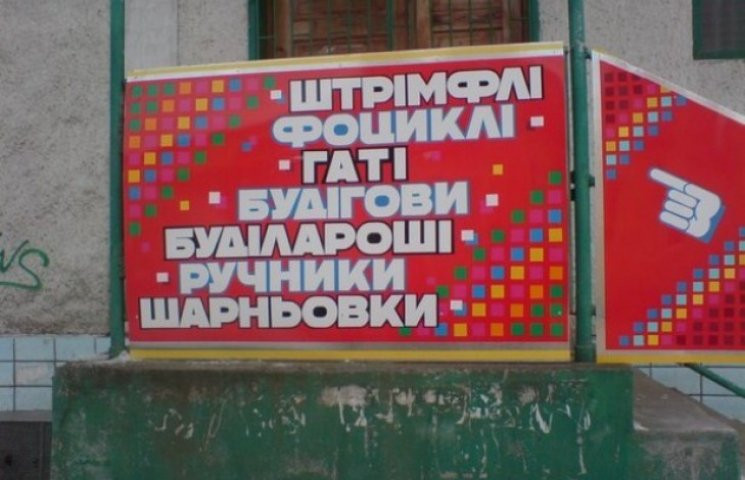 ШТРІМФЛІ
ФОЦИКЛІ
ГАТІ
БУДІГОВИ
БУДІЛАРОШІ
РУЧНИКИ
ШАРНЬОВКИ